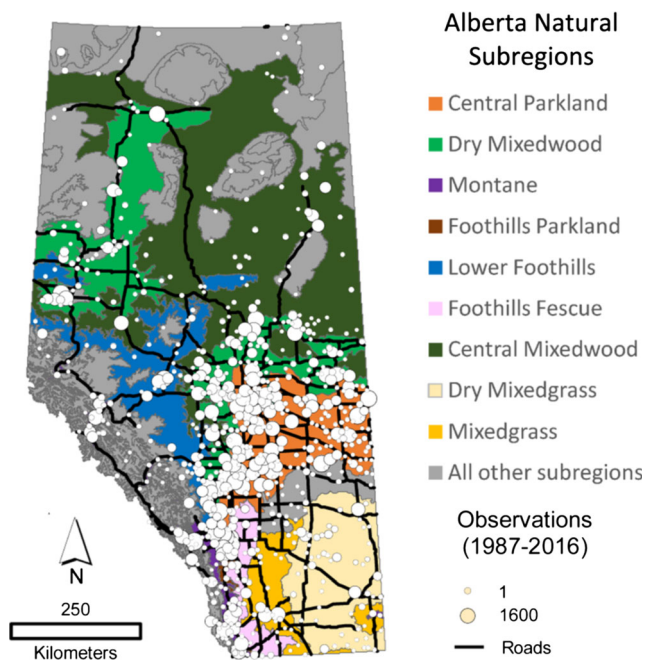 Alberta Natural
Subregions
Central Parkland
Dry Mixedwood
Montane
Foothills Parkland
Lower Foothills
Foothills Fescue
Central Mixedwood
Dry Mixedgrass
Mixedgrass
All other subregions
Observations
(1987-2016)
1
1600
Roads
N
250
Kilometers